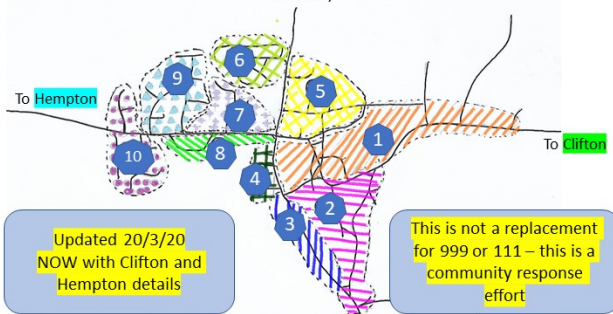 6
9
5
To Hempton
7
1
10
8
To Clifton
4
2
3
Updated 20/3/20
NOW with Clifton and
Hempton details
This is not a replacement
for 999 or 111 – this is a
community response
effort